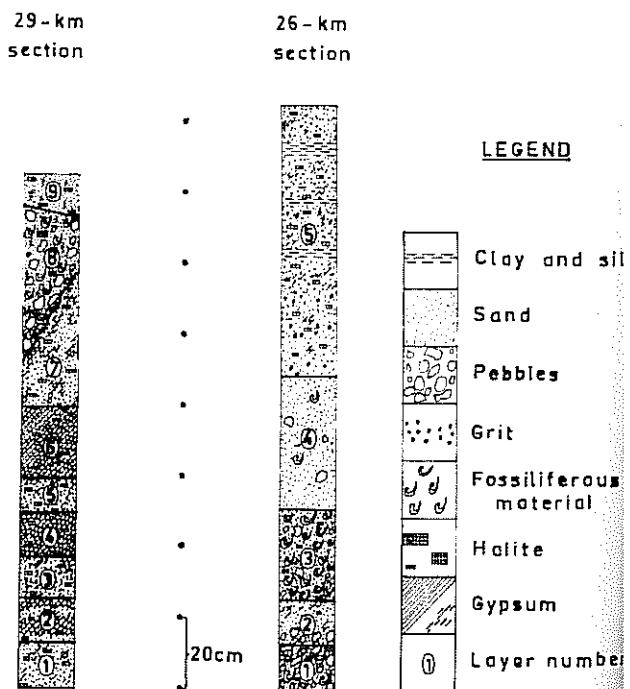 29-km
section
26-km
section
LEGEND
Clay and sil
Sand
Pebbles
Grit
Fossiliferous
material
Halite
Gypsum
① Layer number
⑨
⑧
⑦
⑥
⑤
④
③
②
①
⑤
④
③
②
①
20cm